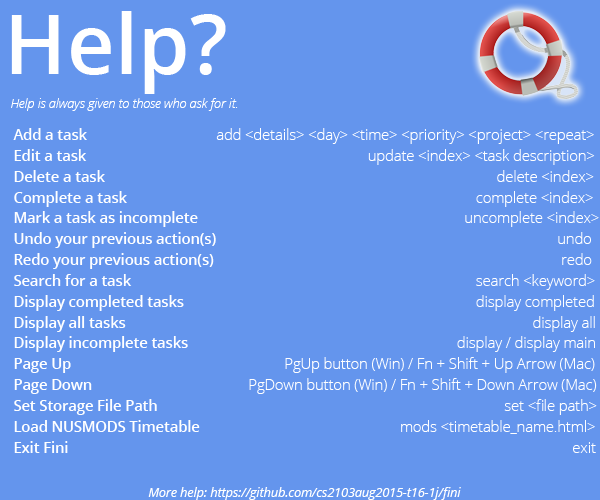 Help?
Help is always given to those who ask for it.
Add a task add <details> <day> <time> <priority> <project> <repeat>
Edit a task update <index> <task description>
Delete a task delete <index>
Complete a task complete <index>
Mark a task as incomplete uncomplete <index>
Undo your previous action(s) undo
Redo your previous action(s) redo
Search for a task search <keyword>
Display completed tasks display completed
Display all tasks display all
Display incomplete tasks display / display main
Page Up PgUp button (Win) / Fn + Shift + Up Arrow (Mac)
Page Down PgDown button (Win) / Fn + Shift + Down Arrow (Mac)
Set Storage File Path set <file path>
Load NUSMODS Timetable mods <timetable_name.html>
Exit Fini exit
More help: https://github.com/cs2103aug2015-t16-1j/fini